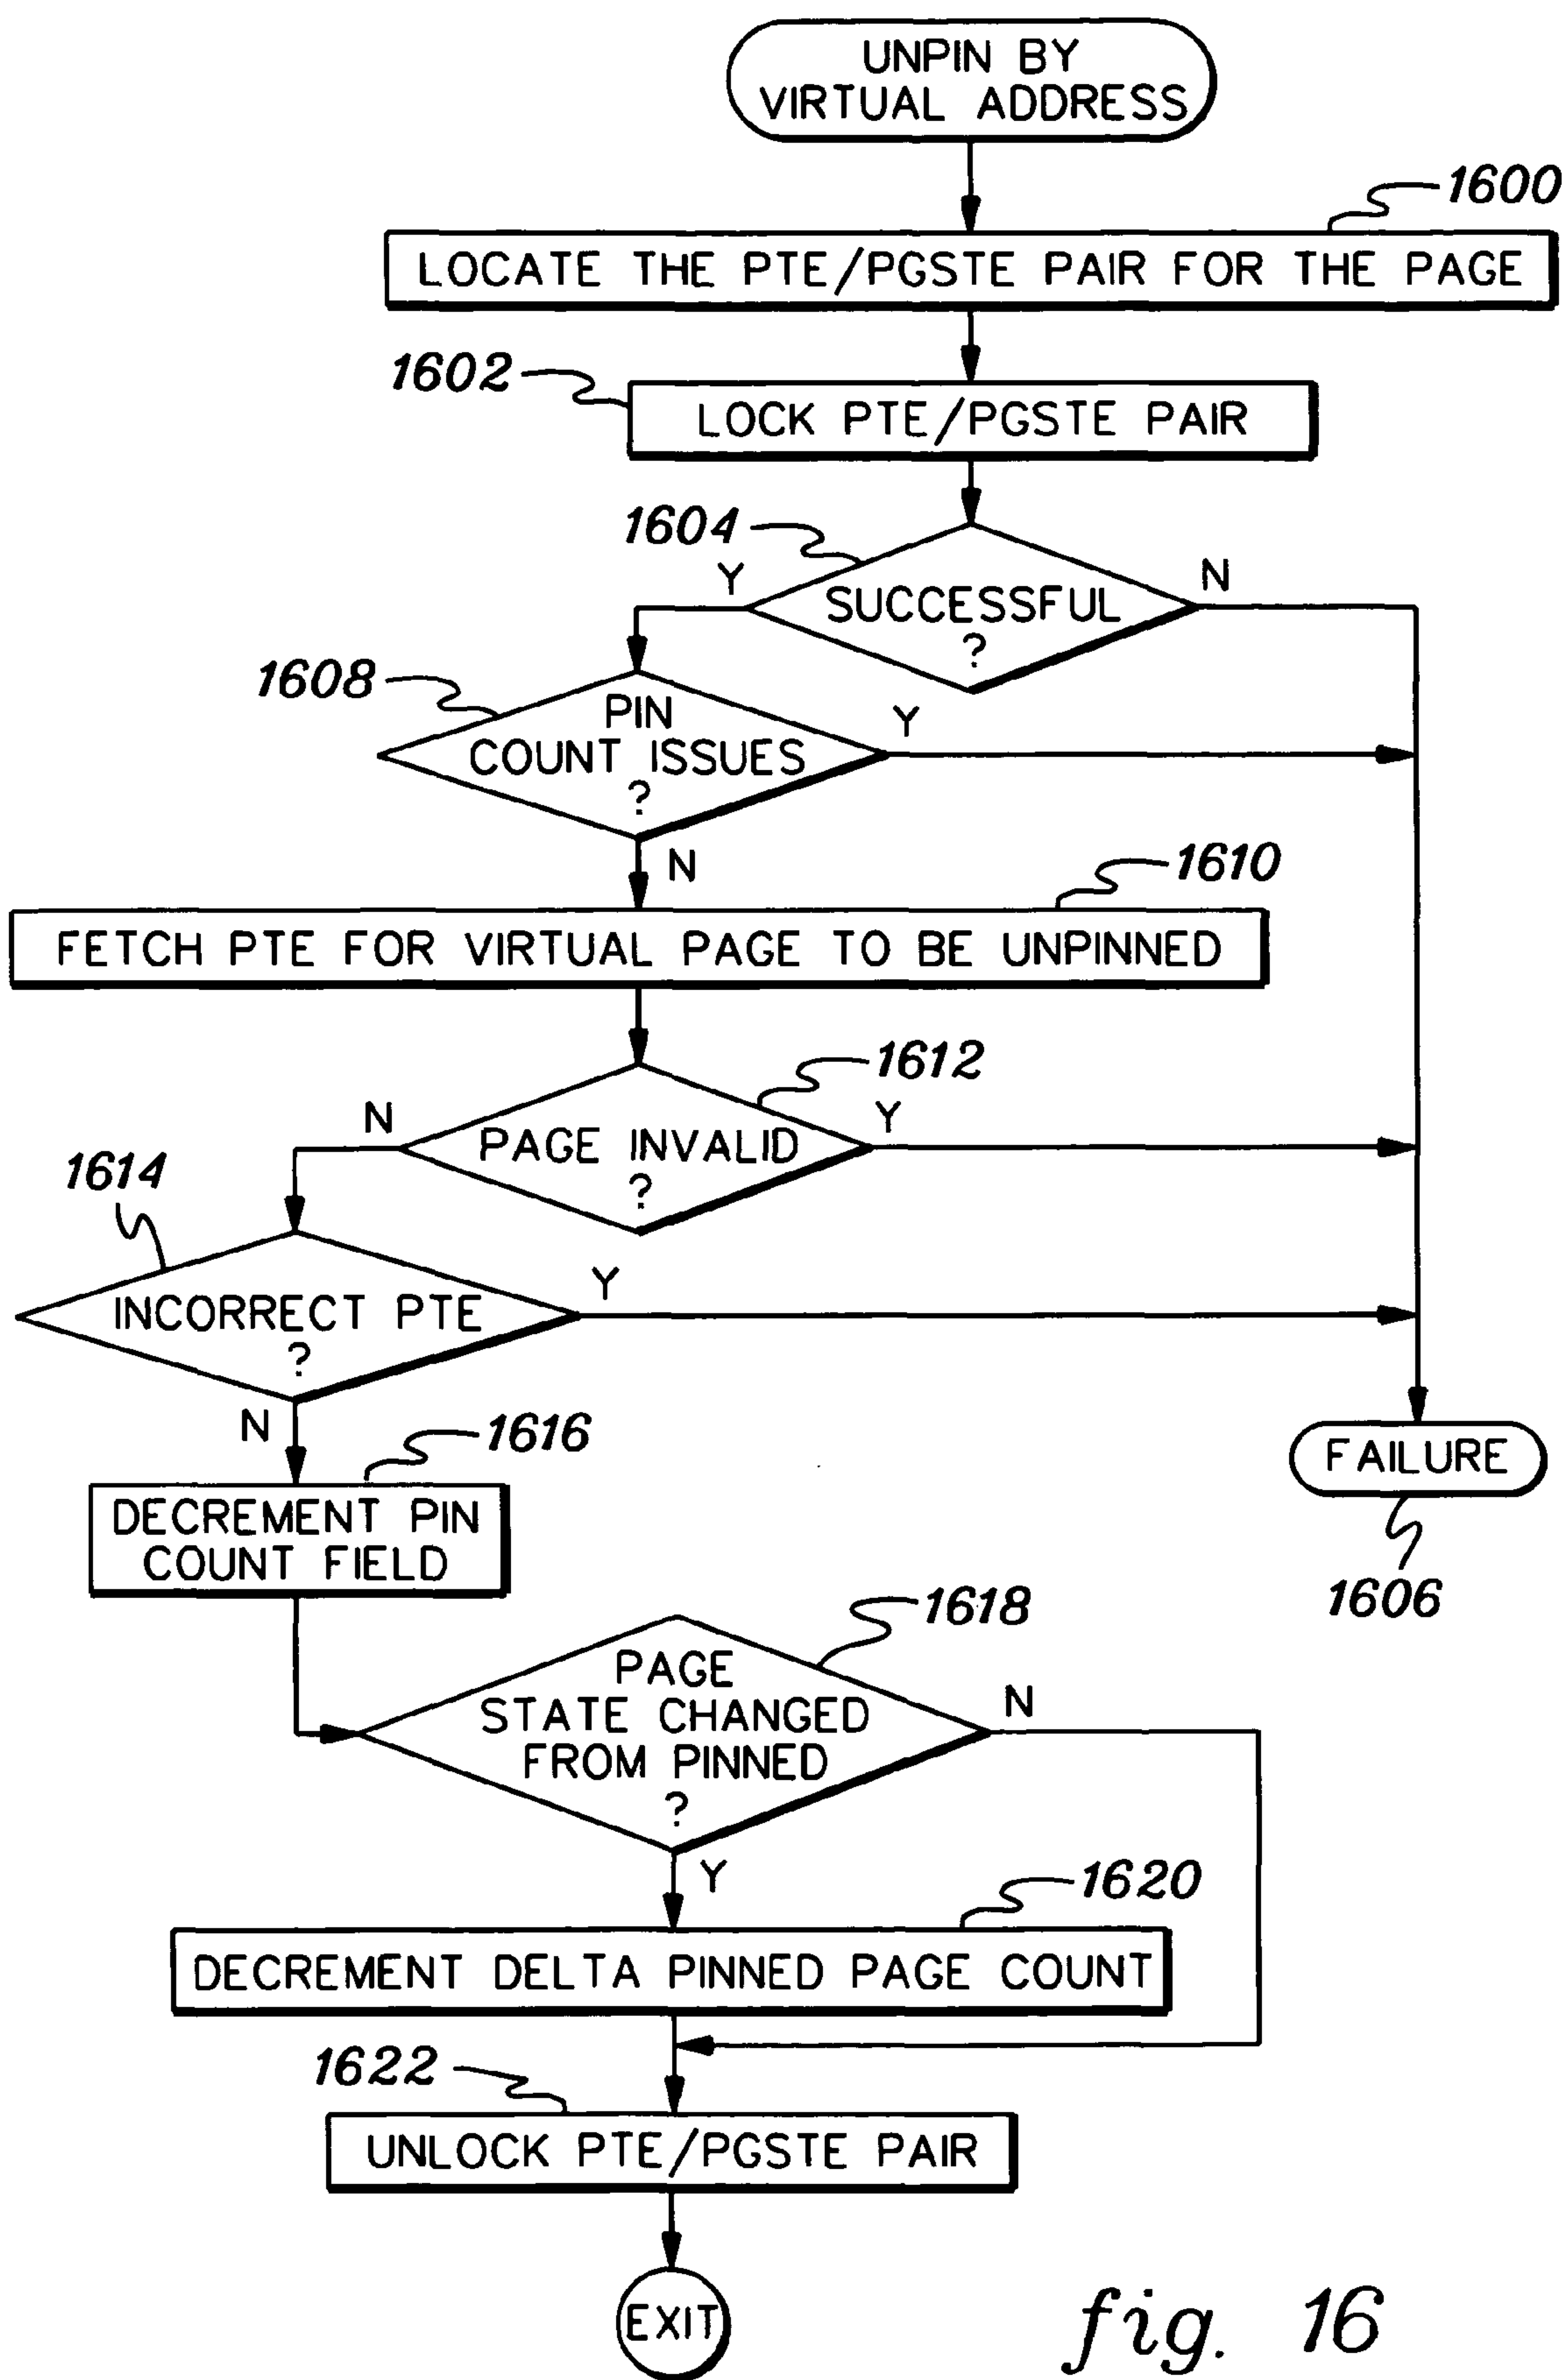 UNPIN BY
VIRTUAL ADDRESS
1600
LOCATE THE PTE/PGSTE PAIR FOR THE PAGE
1602
LOCK PTE/PGSTE PAIR
1604
Y
N
SUCCESSFUL
?
1608
PIN
COUNT ISSUES
?
Y
N
1610
FETCH PTE FOR VIRTUAL PAGE TO BE UNPINNED
1612
N
Y
PAGE INVALID
?
1614
INCORRECT PTE
?
Y
N
1616
FAILURE
1606
DECREMENT PIN
COUNT FIELD
1618
PAGE
STATE CHANGED
FROM PINNED
?
N
Y
1620
DECREMENT DELTA PINNED PAGE COUNT
1622
UNLOCK PTE/PGSTE PAIR
EXIT
fig. 16